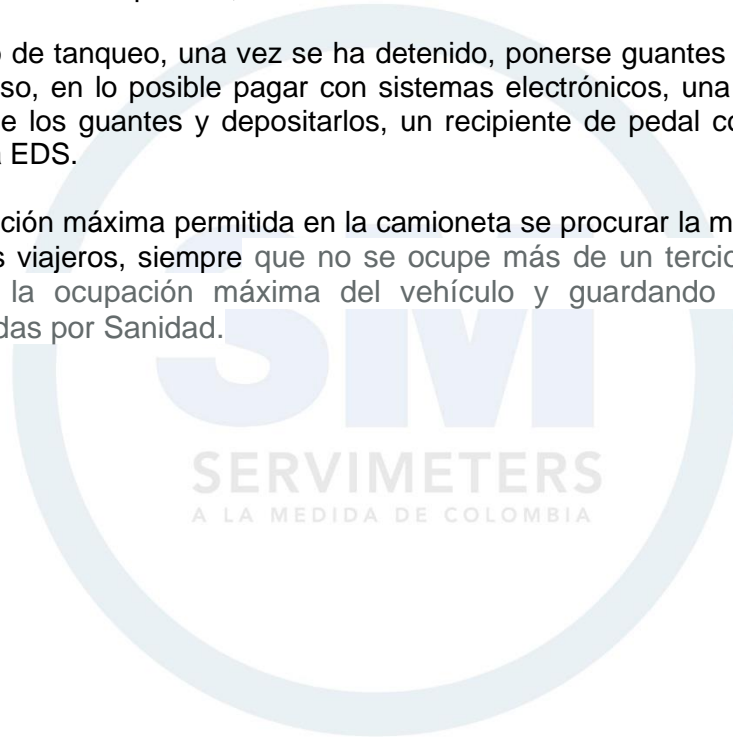 de tanqueo, una vez se ha detenido, ponerse guantes
so, en lo posible pagar con sistemas electrónicos, una
e los guantes y depositarlos, un recipiente de pedal co
EDS.
ción máxima permitida en la camioneta se procurar la m
s viajeros, siempre que no se ocupe más de un tercio
la ocupación máxima del vehículo y guardando
das por Sanidad.
SM
SERVIMETERS
A LA MEDIDA DE COLOMBIA